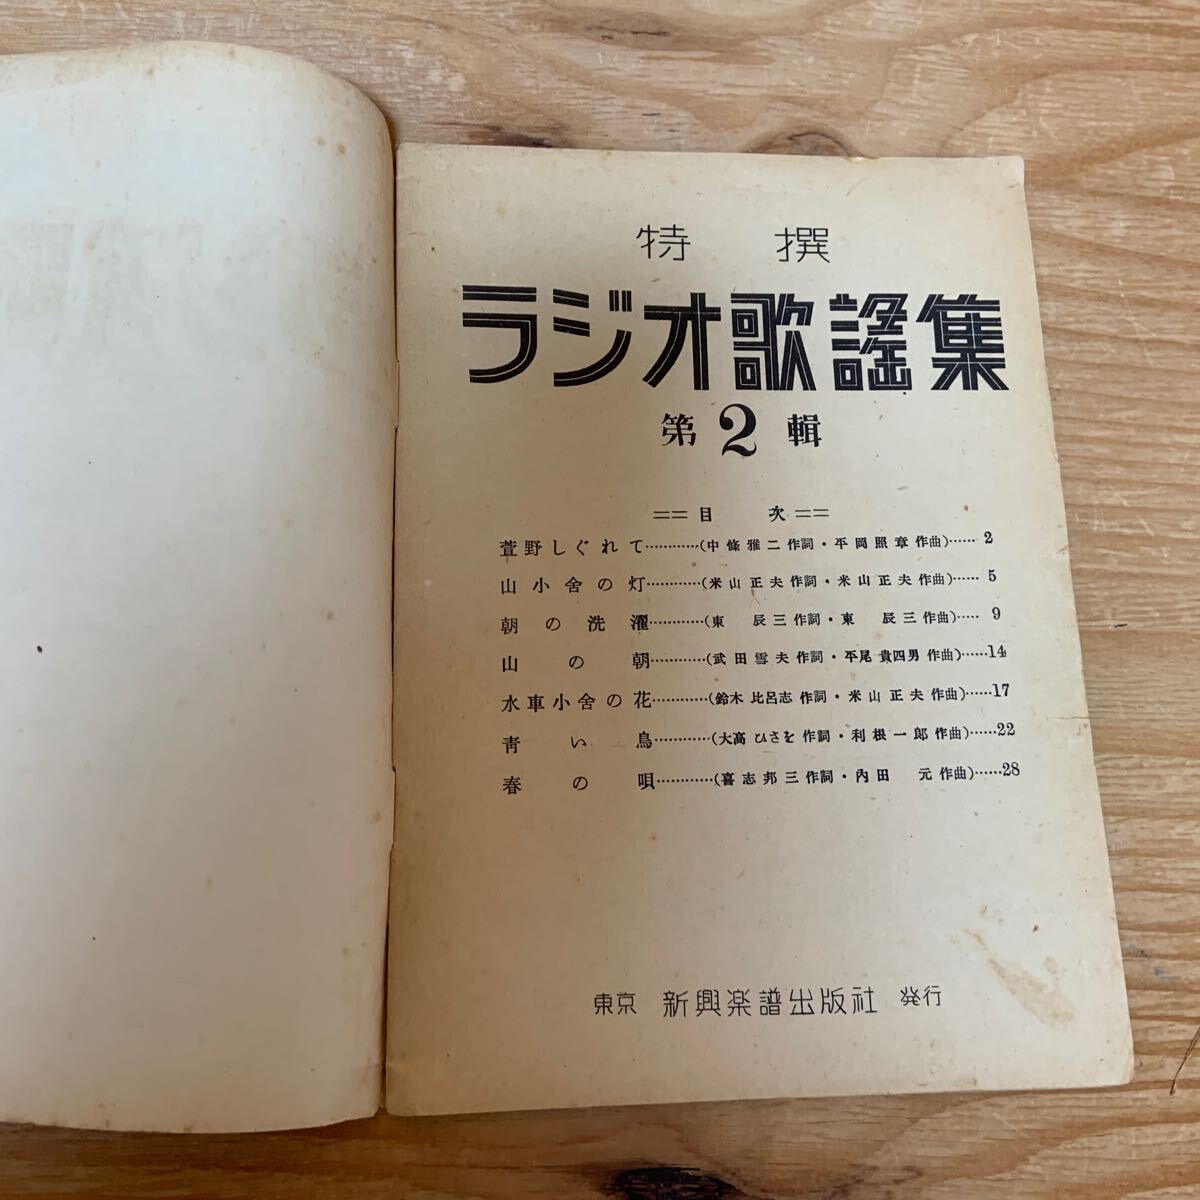 特撰
ラジオ歌謠集
第2輯
==目次==
萱野しぐれて…………(中條雅二作詞・平岡照章作曲)……2
山小舍の灯…………(米山正夫作詞・米山正夫作曲)……5
朝の洗濯…………(東辰三作詞・東辰三作曲)……9
山の朝…………(武田雪夫作詞・平尾貴四男作曲)……14
水車小舍の花…………(鈴木比呂志作詞・米山正夫作曲)……17
靑い鳥…………(大高ひさを作詞・利根一郎作曲)……22
春の唄…………(喜志邦三作詞・內田元作曲)……28
東京 新興楽譜出版社 発行